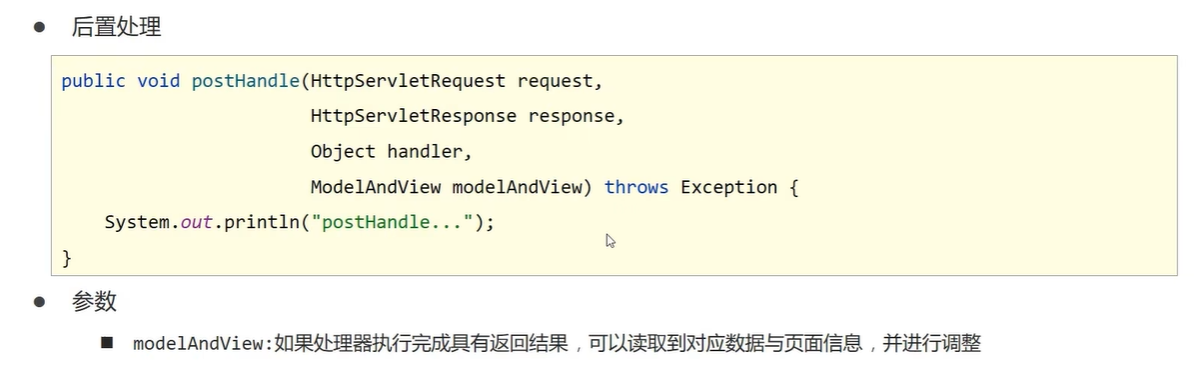 ● 后置处理
public void postHandle(HttpServletRequest request,
HttpServletResponse response,
Object handler,
ModelAndView modelAndView) throws Exception {
System.out.println("postHandle...");
}
● 参数
■ modelAndView:如果处理器执行完成具有返回结果，可以读取到对应数据与页面信息，并进行调整